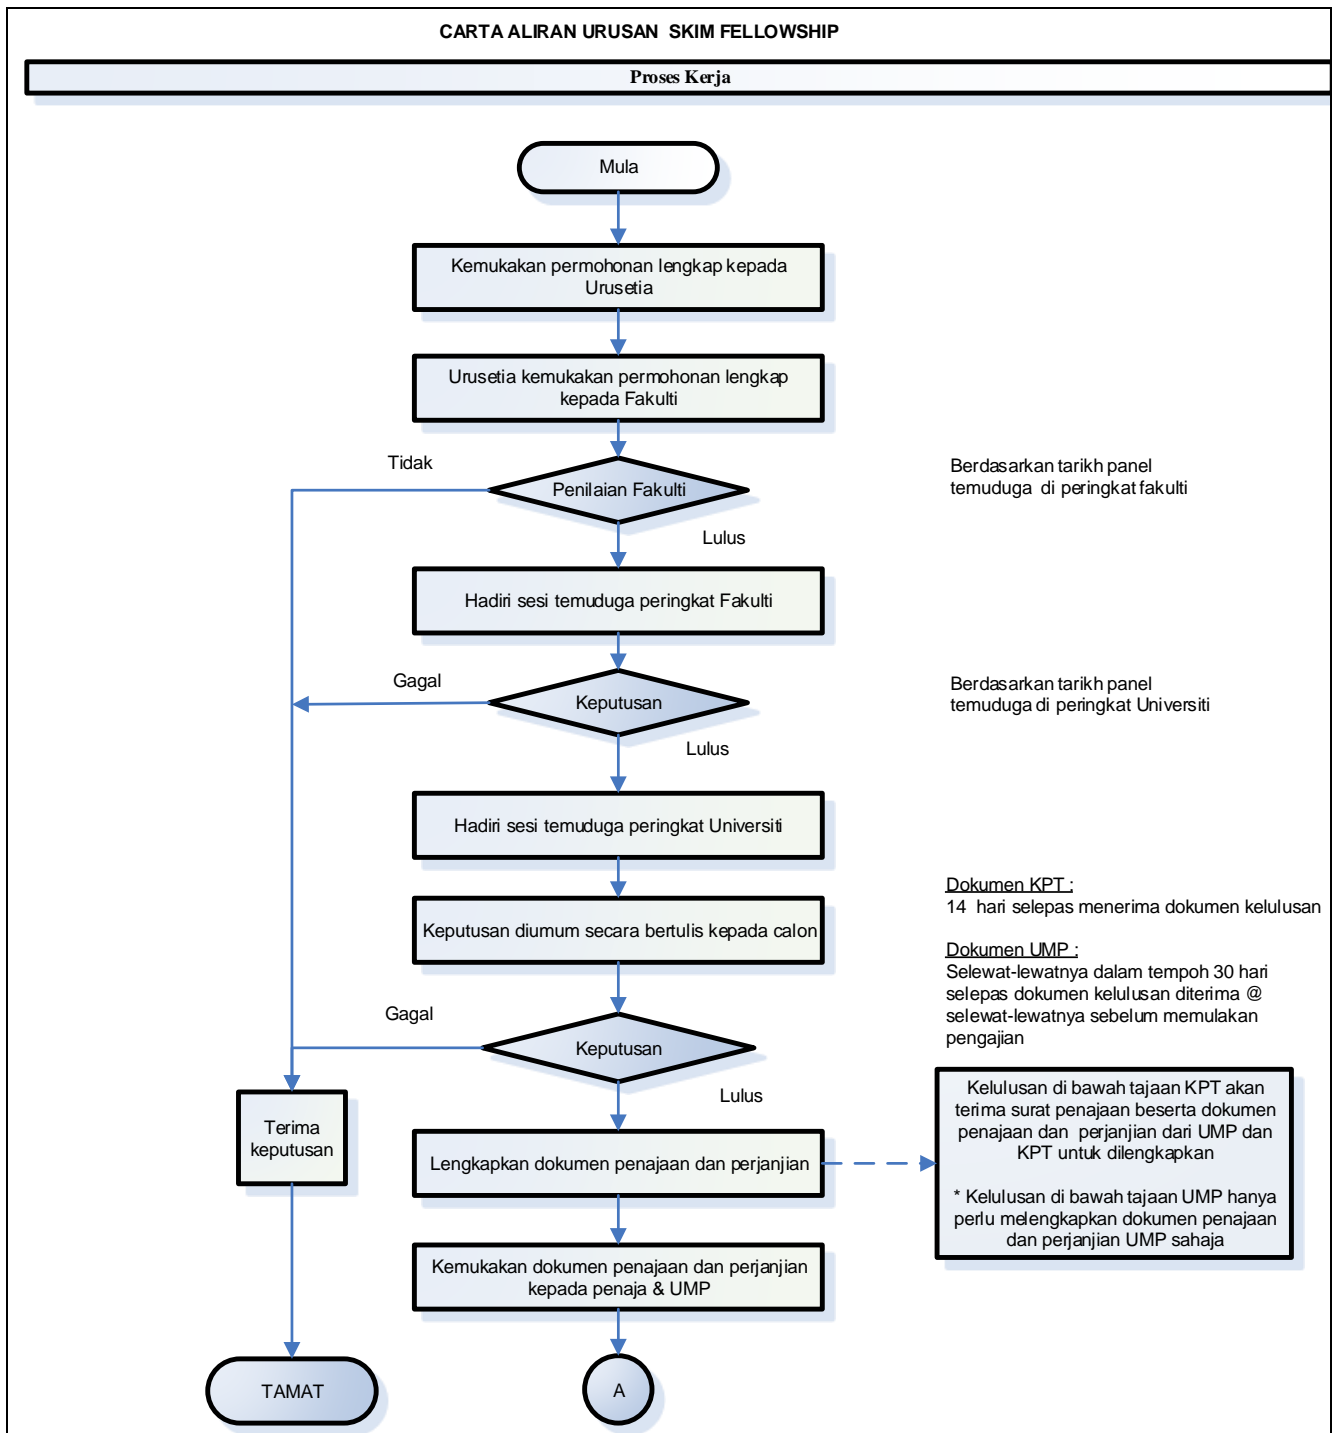 CARTA ALIRAN URUSAN SKIM FELLOWSHIP
Proses Kerja
Mula
Kemukakan permohonan lengkap kepada
Urusetia
Urusetia kemukakan permohonan lengkap
kepada Fakulti
Tidak
Penilaian Fakulti
Berdasarkan tarikh panel
temuduga di peringkat fakulti
Lulus
Hadiri sesi temuduga peringkat Fakulti
Gagal
Keputusan
Berdasarkan tarikh panel
temuduga di peringkat Universiti
Lulus
Hadiri sesi temuduga peringkat Universiti
Keputusan diumum secara bertulis kepada calon
Dokumen KPT :
14 hari selepas menerima dokumen kelulusan
Dokumen UMP :
Selewat-lewatnya dalam tempoh 30 hari
selepas dokumen kelulusan diterima @
selewat-lewatnya sebelum memulakan
pengajian
Gagal
Keputusan
Lulus
Terima
keputusan
Lengkapkan dokumen penajaan dan perjanjian
Kelulusan di bawah tajaan KPT akan
terima surat penajaan beserta dokumen
penajaan dan perjanjian dari UMP dan
KPT untuk dilengkapkan
* Kelulusan di bawah tajaan UMP hanya
perlu melengkapkan dokumen penajaan
dan perjanjian UMP sahaja
Kemukakan dokumen penajaan dan perjanjian
kepada penaja & UMP
TAMAT
A